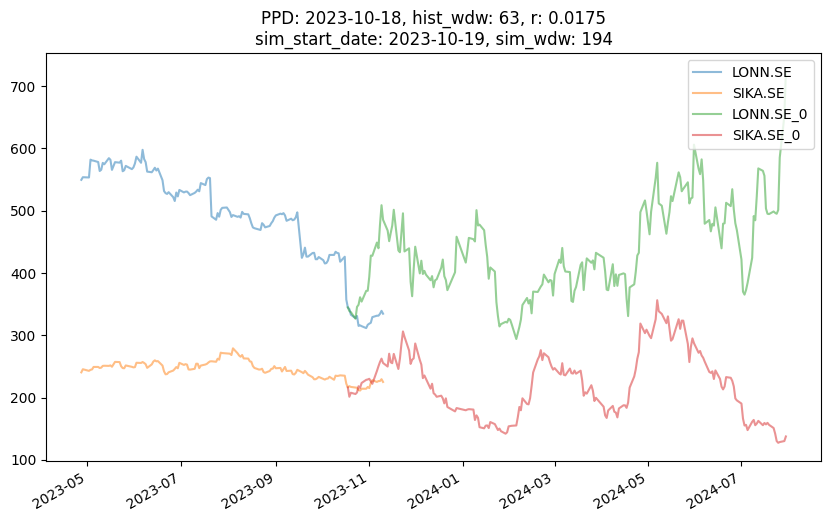 PPD: 2023-10-18, hist_wdw: 63, r: 0.0175
sim_start_date: 2023-10-19, sim_wdw: 194
LONN.SE
SIKA.SE
LONN.SE_0
SIKA.SE_0
700
600
500
400
300
200
100
2023-05
2023-07
2023-09
2023-11
2024-01
2024-03
2024-05
2024-07